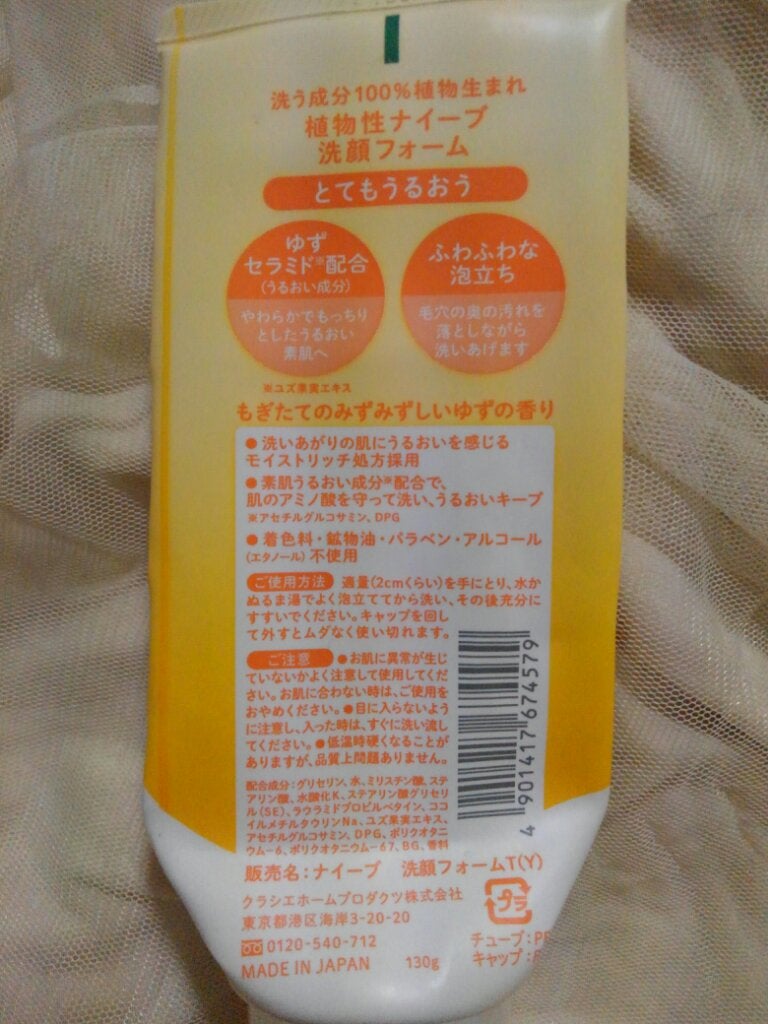 洗う成分100%植物生まれ
植物性ナイーブ
洗顔フォーム
とてもうるおう
ゆず
セラミド※配合
(うるおい成分)
やわらかでもっちり
としたうるおい
素肌へ
ふわふわな
泡立ち
毛穴の奥の汚れを
落としながら
洗いあげます
※ユズ果実エキス
もぎたてのみずみずしいゆずの香り
●洗いあがりの肌にうるおいを感じる
モイストリッチ処方採用
●素肌うるおい成分※配合で、
肌のアミノ酸を守って洗い、うるおいキープ
※アセチルグルコサミン、DPG
●着色料・鉱物油・パラベン・アルコール
(エタノール)不使用
ご使用方法 適量(2cmくらい)を手にとり、水か
ぬるま湯でよく泡立ててから洗い、その後充分に
すすいでください。キャップを回し
て外すとムダなく使い切れます。
ご注意 ●お肌に異常が生じ
ていないかよく注意して使用してくだ
さい。お肌に合わない時は、ご使用を
おやめください。●目に入らないよう
に注意し、入った時は、すぐに洗い流し
てください。●低温時硬くなることが
ありますが、品質上問題ありません。
配合成分:グリセリン、水、ミリスチン酸、ステ
アリン酸、水酸化K、ステアリン酸グリセリ
ル(SE)、ラウラミドプロピルベタイン、ココ
イルメチルタウリンNa、ユズ果実エキス、
アセチルグルコサミン、DPG、ポリクオタニ
ウム-6、ポリクオタニウム-67、BG、香料
4 901417 674579
販売名:ナイーブ 洗顔フォームT(Y)
クラシエホームプロダクツ株式会社
東京都港区海岸3-20-20
0120-540-712
MADE IN JAPAN 130g
プラ
チューブ:PE
キャップ: